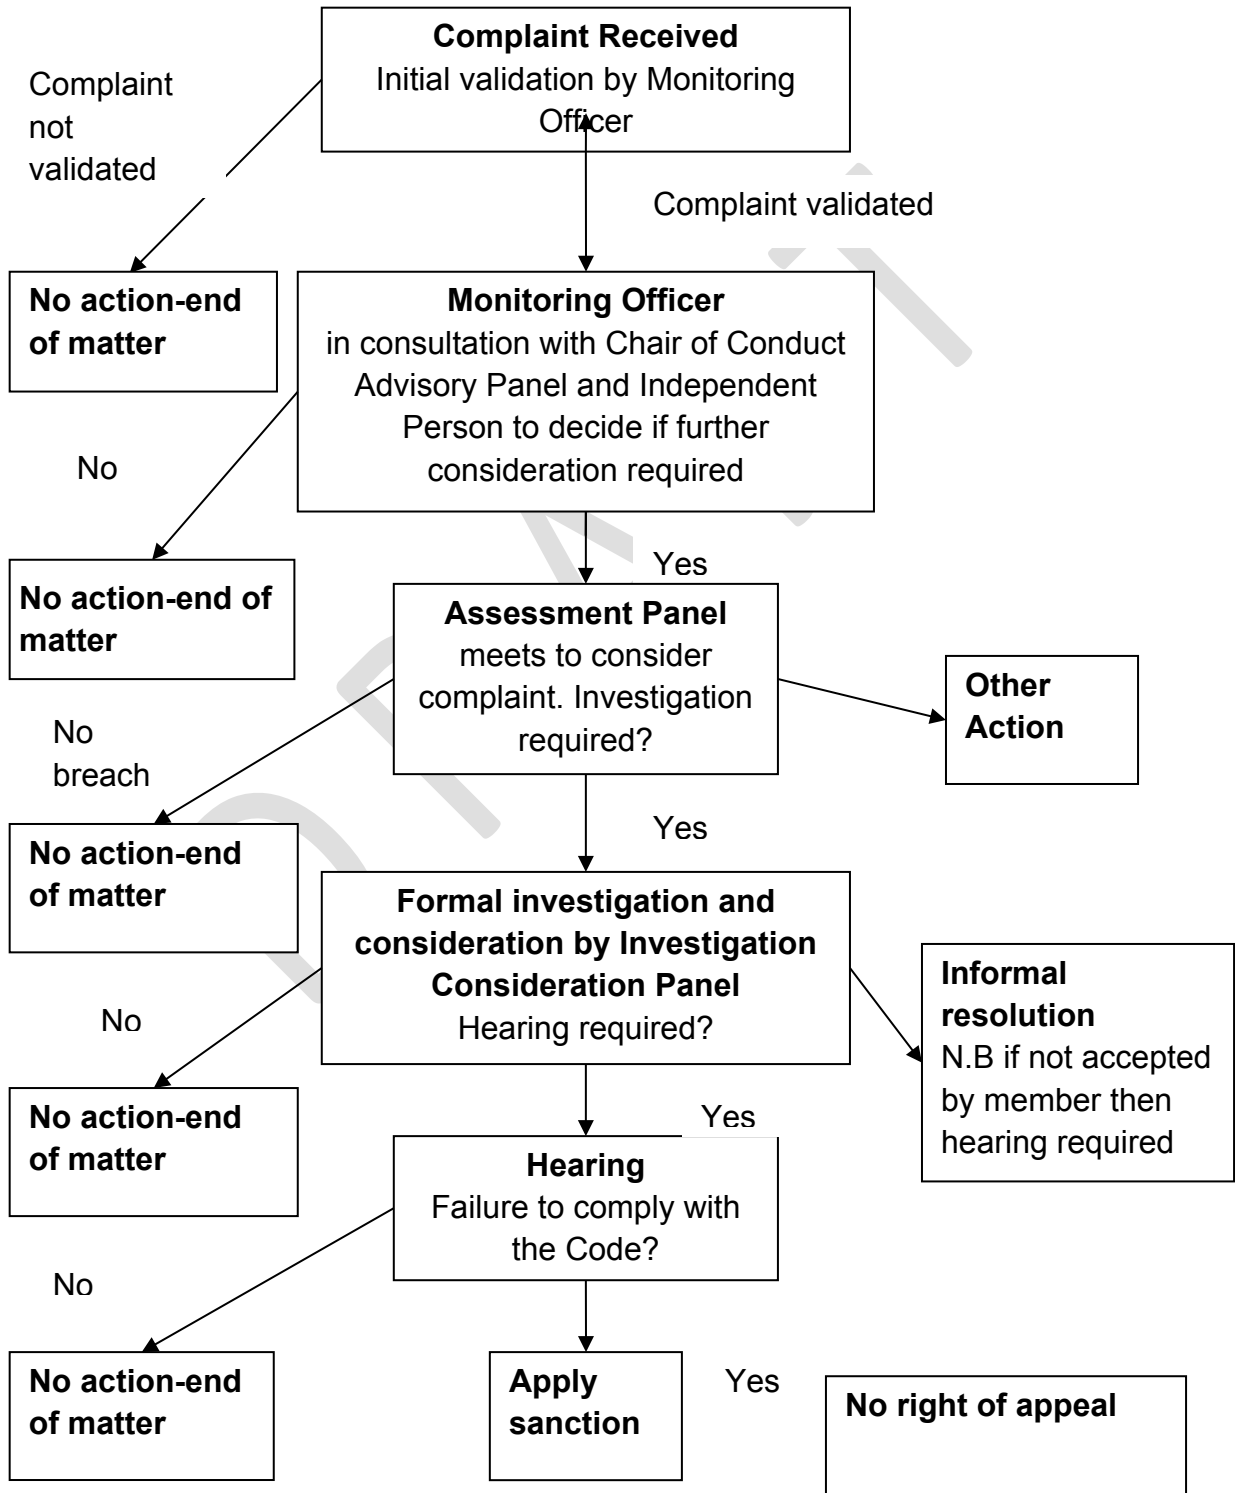 Complaint Received
Initial validation by Monitoring
Officer
Complaint
not
validated
Complaint validated
No action-end
of matter
Monitoring Officer
in consultation with Chair of Conduct
Advisory Panel and Independent
Person to decide if further
consideration required
No
Yes
No action-end of
matter
Assessment Panel
meets to consider
complaint. Investigation
required?
Other
Action
No
breach
Yes
No action-end
of matter
Formal investigation and
consideration by Investigation
Consideration Panel
Hearing required?
Informal
resolution
N.B if not accepted
by member then
hearing required
No
Yes
No action-end
of matter
Hearing
Failure to comply with
the Code?
No
No action-end
of matter
Apply
sanction
Yes
No right of appeal
DRAFT